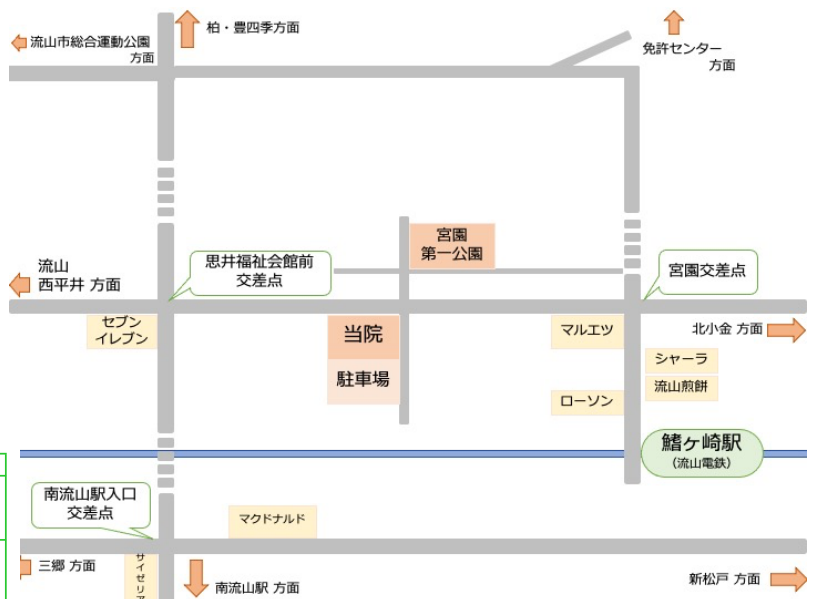 柏・豊四季方面
流山市総合運動公園
方面
免許センター
方面
宮園
第一公園
思井福祉会館前
交差点
宮園交差点
流山
西平井 方面
セブン
イレブン
当院
駐車場
マルエツ
北小金 方面
シャーラ
流山煎餅
ローソン
鰭ヶ崎駅
(流山電鉄)
南流山駅入口
交差点
マクドナルド
三郷 方面
サイゼリア
南流山駅 方面
新松戸 方面